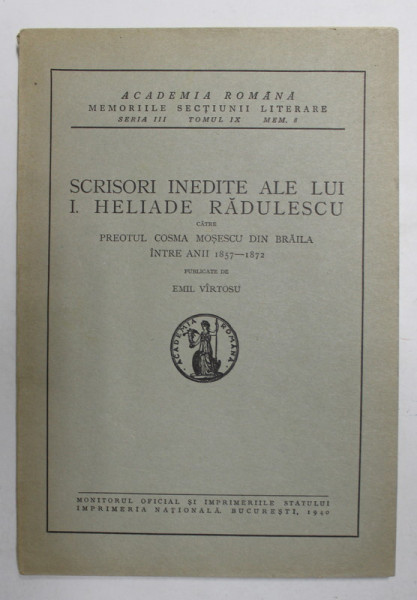 ACADEMIA ROMÂNĂ
MEMORIILE SECȚIUNII LITERARE
SERIA III TOMUL IX MEM. 8
SCRISORI INEDITE ALE LUI
I. HELIADE RĂDULESCU
CĂTRE
PREOTUL COSMA MOȘESCU DIN BRĂILA
ÎNTRE ANII 1857—1872
PUBLICATE DE
EMIL VÎRTOSU
ACADEMIA ROMÂNĂ
MONITORUL OFICIAL ȘI IMPRIMERIILE STATULUI
IMPRIMERIA NAȚIONALĂ, BUCUREȘTI, 1940